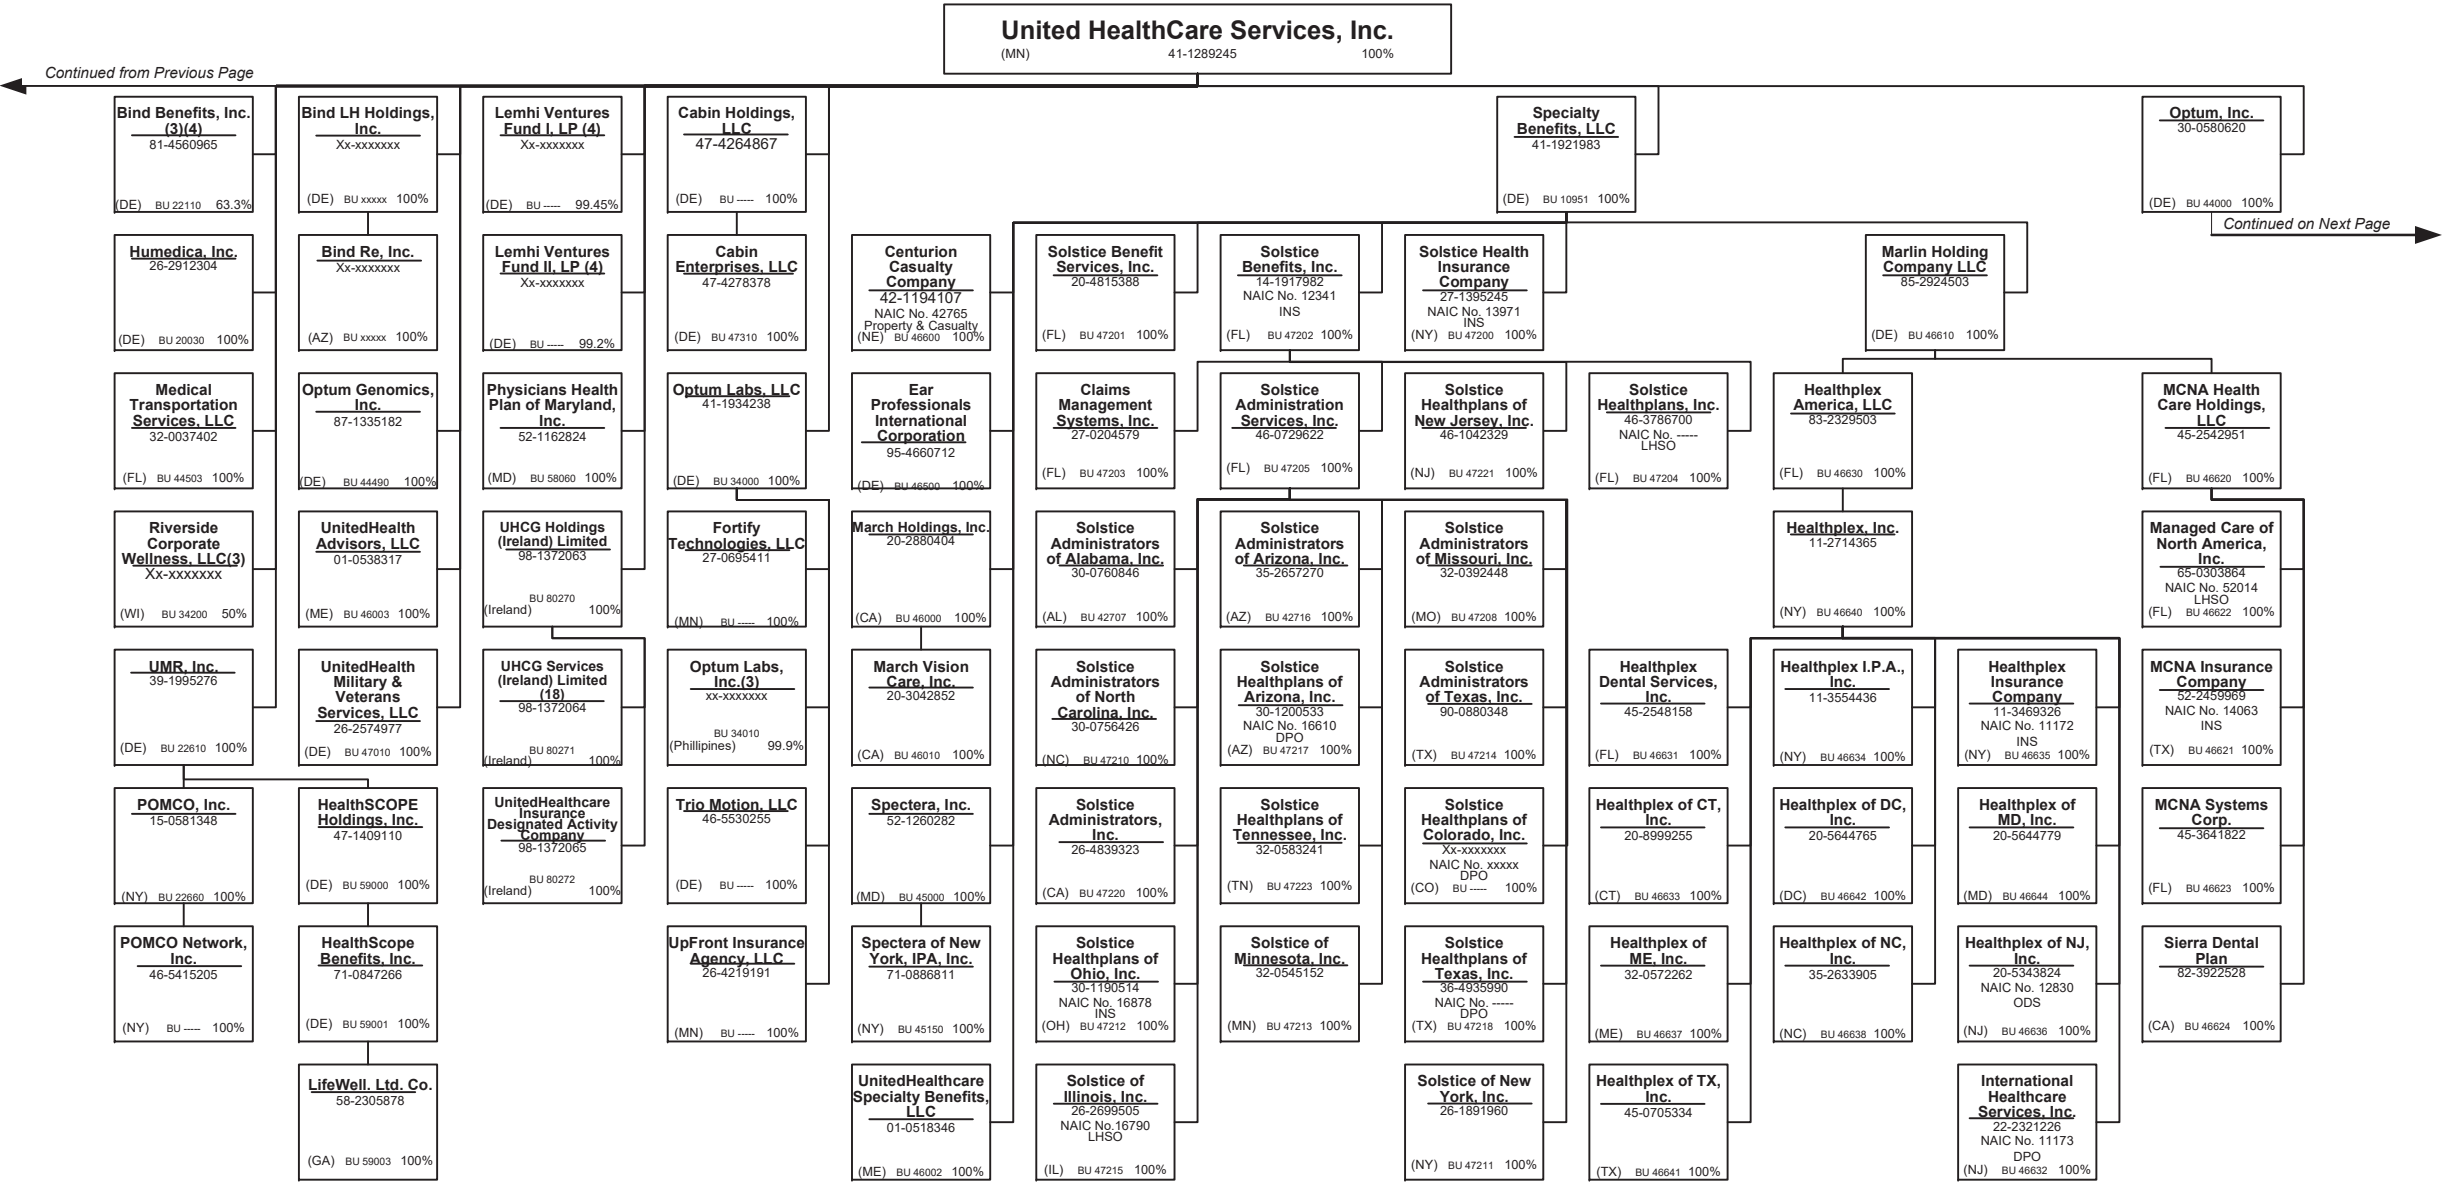 United HealthCare Services, Inc.
(MN) 41-1289245 100%
Continued from Previous Page
Bind Benefits, Inc.
(3)(4)
81-4560965
(DE) BU 22110 63.3%
Bind LH Holdings,
Inc.
Xx-xxxxxxx
(DE) BU xxxxx 100%
Lemhi Ventures
Fund I, LP (4)
Xx-xxxxxxx
(DE) BU ----- 99.45%
Cabin Holdings,
LLC
47-4264867
(DE) BU ----- 100%
Specialty
Benefits, LLC
41-1921983
(DE) BU 10951 100%
Optum, Inc.
30-0580620
(DE) BU 44000 100%
Continued on Next Page
Humedica, Inc.
26-2912304
(DE) BU 20030 100%
Bind Re, Inc.
Xx-xxxxxxx
(AZ) BU xxxxx 100%
Lemhi Ventures
Fund II, LP (4)
Xx-xxxxxxx
(DE) BU ----- 99.2%
Cabin
Enterprises, LLC
47-4278378
(DE) BU 47310 100%
Centurion
Casualty
Company
42-1194107
NAIC No. 42765
Property & Casualty
(NE) BU 46600 100%
Solstice Benefit
Services, Inc.
20-4815388
(FL) BU 47201 100%
Solstice
Benefits, Inc.
14-1917982
NAIC No. 12341
INS
(FL) BU 47202 100%
Solstice Health
Insurance
Company
27-1395245
NAIC No. 13971
INS
(NY) BU 47200 100%
Marlin Holding
Company LLC
85-2924503
(DE) BU 46610 100%
Medical
Transportation
Services, LLC
32-0037402
(FL) BU 44503 100%
Optum Genomics,
Inc.
87-1335182
(DE) BU 44490 100%
Physicians Health
Plan of Maryland,
Inc.
52-1162824
(MD) BU 58060 100%
Optum Labs, LLC
41-1934238
(DE) BU 34000 100%
Ear
Professionals
International
Corporation
95-4660712
(DE) BU 46500 100%
Claims
Management
Systems, Inc.
27-0204579
(FL) BU 47203 100%
Solstice
Administration
Services, Inc.
46-0729622
(FL) BU 47205 100%
Solstice
Healthplans of
New Jersey, Inc.
46-1042329
(NJ) BU 47221 100%
Solstice
Healthplans, Inc.
46-3786700
NAIC No. -----
LHSO
(FL) BU 47204 100%
Healthplex
America, LLC
83-2329503
(FL) BU 46630 100%
MCNA Health
Care Holdings,
LLC
45-2542951
(FL) BU 46620 100%
Riverside
Corporate
Wellness, LLC(3)
Xx-xxxxxxx
(WI) BU 34200 50%
UnitedHealth
Advisors, LLC
01-0538317
(ME) BU 46003 100%
UHCG Holdings
(Ireland) Limited
98-1372063
BU 80270
(Ireland) 100%
Fortify
Technologies, LLC
27-0695411
(MN) BU ----- 100%
March Holdings, Inc.
20-2880404
(CA) BU 46000 100%
Solstice
Administrators
of Alabama, Inc.
30-0760846
(AL) BU 42707 100%
Solstice
Administrators
of Arizona, Inc.
35-2657270
(AZ) BU 42716 100%
Solstice
Administrators
of Missouri, Inc.
32-0392448
(MO) BU 47208 100%
Healthplex, Inc.
11-2714365
(NY) BU 46640 100%
Managed Care of
North America,
Inc.
65-0303864
NAIC No. 52014
LHSO
(FL) BU 46622 100%
UMR, Inc.
39-1995276
(DE) BU 22610 100%
UnitedHealth
Military &
Veterans
Services, LLC
26-2574977
(DE) BU 47010 100%
UHCG Services
(Ireland) Limited
(18)
98-1372064
BU 80271
(Ireland) 100%
Optum Labs,
Inc.(3)
xx-xxxxxxx
BU 34010
(Phillipines) 99.9%
March Vision
Care, Inc.
20-3042852
(CA) BU 46010 100%
Solstice
Administrators
of North
Carolina, Inc.
30-0756426
(NC) BU 47210 100%
Solstice
Healthplans of
Arizona, Inc.
30-1200533
NAIC No. 16610
DPO
(AZ) BU 47217 100%
Solstice
Administrators
of Texas, Inc.
90-0880348
(TX) BU 47214 100%
Healthplex
Dental Services,
Inc.
45-2548158
(FL) BU 46631 100%
Healthplex I.P.A.,
Inc.
11-3554436
(NY) BU 46634 100%
Healthplex
Insurance
Company
11-3469326
NAIC No. 11172
INS
(NY) BU 46635 100%
MCNA Insurance
Company
52-2459969
NAIC No. 14063
INS
(TX) BU 46621 100%
POMCO, Inc.
15-0581348
(NY) BU 22660 100%
HealthSCOPE
Holdings, Inc.
47-1409110
(DE) BU 59000 100%
UnitedHealthcare
Insurance
Designated Activity
Company
98-1372065
BU 80272
(Ireland) 100%
Trio Motion, LLC
46-5530255
(DE) BU ----- 100%
Spectera, Inc.
52-1260282
(MD) BU 45000 100%
Solstice
Administrators,
Inc.
26-4839323
(CA) BU 47220 100%
Solstice
Healthplans of
Tennessee, Inc.
32-0583241
(TN) BU 47223 100%
Solstice
Healthplans of
Colorado, Inc.
Xx-xxxxxxx
NAIC No. xxxxx
DPO
(CO) BU ----- 100%
Healthplex of CT,
Inc.
20-8999255
(CT) BU 46633 100%
Healthplex of DC,
Inc.
20-5644765
(DC) BU 46642 100%
Healthplex of
MD, Inc.
20-5644779
(MD) BU 46644 100%
MCNA Systems
Corp.
45-3641822
(FL) BU 46623 100%
POMCO Network,
Inc.
46-5415205
(NY) BU ----- 100%
HealthScope
Benefits, Inc.
71-0847266
(DE) BU 59001 100%
UpFront Insurance
Agency, LLC
26-4219191
(MN) BU ----- 100%
Spectera of New
York, IPA, Inc.
71-0886811
(NY) BU 45150 100%
Solstice
Healthplans of
Ohio, Inc.
30-1190514
NAIC No. 16878
INS
(OH) BU 47212 100%
Solstice of
Minnesota, Inc.
32-0545152
(MN) BU 47213 100%
Solstice
Healthplans of
Texas, Inc.
36-4935990
NAIC No. -----
DPO
(TX) BU 47218 100%
Healthplex of
ME, Inc.
32-0572262
(ME) BU 46637 100%
Healthplex of NC,
Inc.
35-2633905
(NC) BU 46638 100%
Healthplex of NJ,
Inc.
20-5343824
NAIC No. 12830
ODS
(NJ) BU 46636 100%
Sierra Dental
Plan
82-3922528
(CA) BU 46624 100%
LifeWell. Ltd. Co.
58-2305878
(GA) BU 59003 100%
UnitedHealthcare
Specialty Benefits,
LLC
01-0518346
(ME) BU 46002 100%
Solstice of
Illinois, Inc.
26-2699505
NAIC No.16790
LHSO
(IL) BU 47215 100%
Solstice of New
York, Inc.
26-1891960
(NY) BU 47211 100%
Healthplex of TX,
Inc.
45-0705334
(TX) BU 46641 100%
International
Healthcare
Services, Inc.
22-2321226
NAIC No. 11173
DPO
(NJ) BU 46632 100%